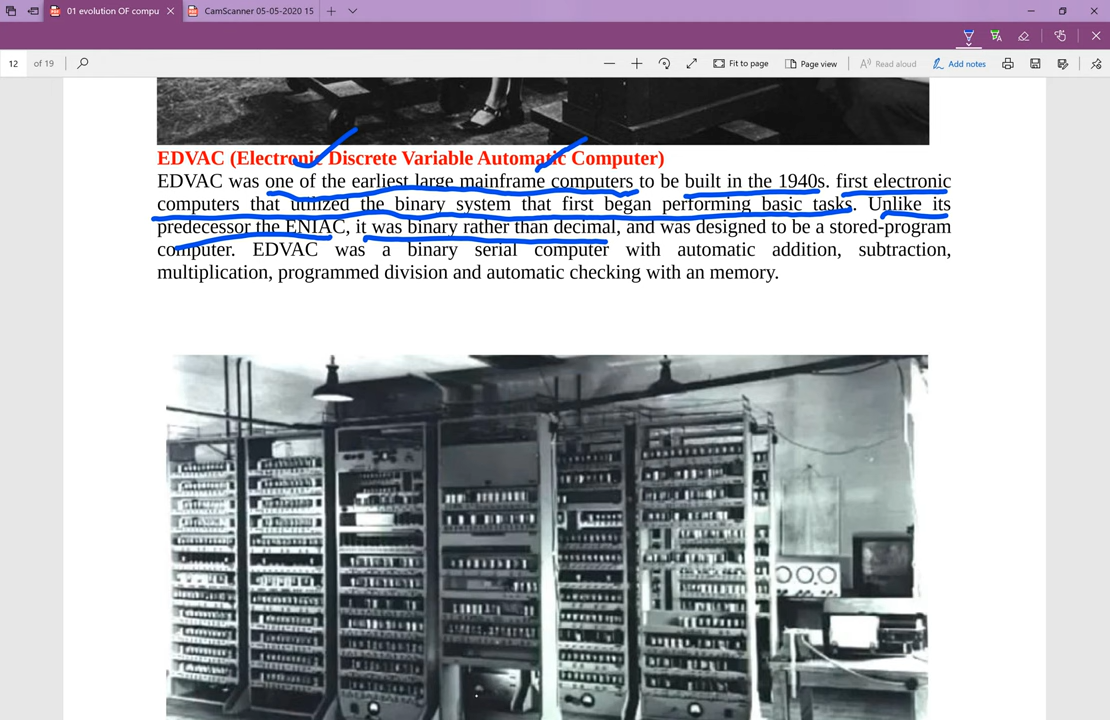 01 evolution OF compu
CamScanner 05-05-2020 15
12 of 19
Fit to page
Page view
Read aloud
Add notes
EDVAC (Electronic Discrete Variable Automatic Computer)
EDVAC was one of the earliest large mainframe computers to be built in the 1940s. first electronic
computers that utilized the binary system that first began performing basic tasks. Unlike its
predecessor the ENIAC, it was binary rather than decimal, and was designed to be a stored-program
computer. EDVAC was a binary serial computer with automatic addition, subtraction,
multiplication, programmed division and automatic checking with an memory.